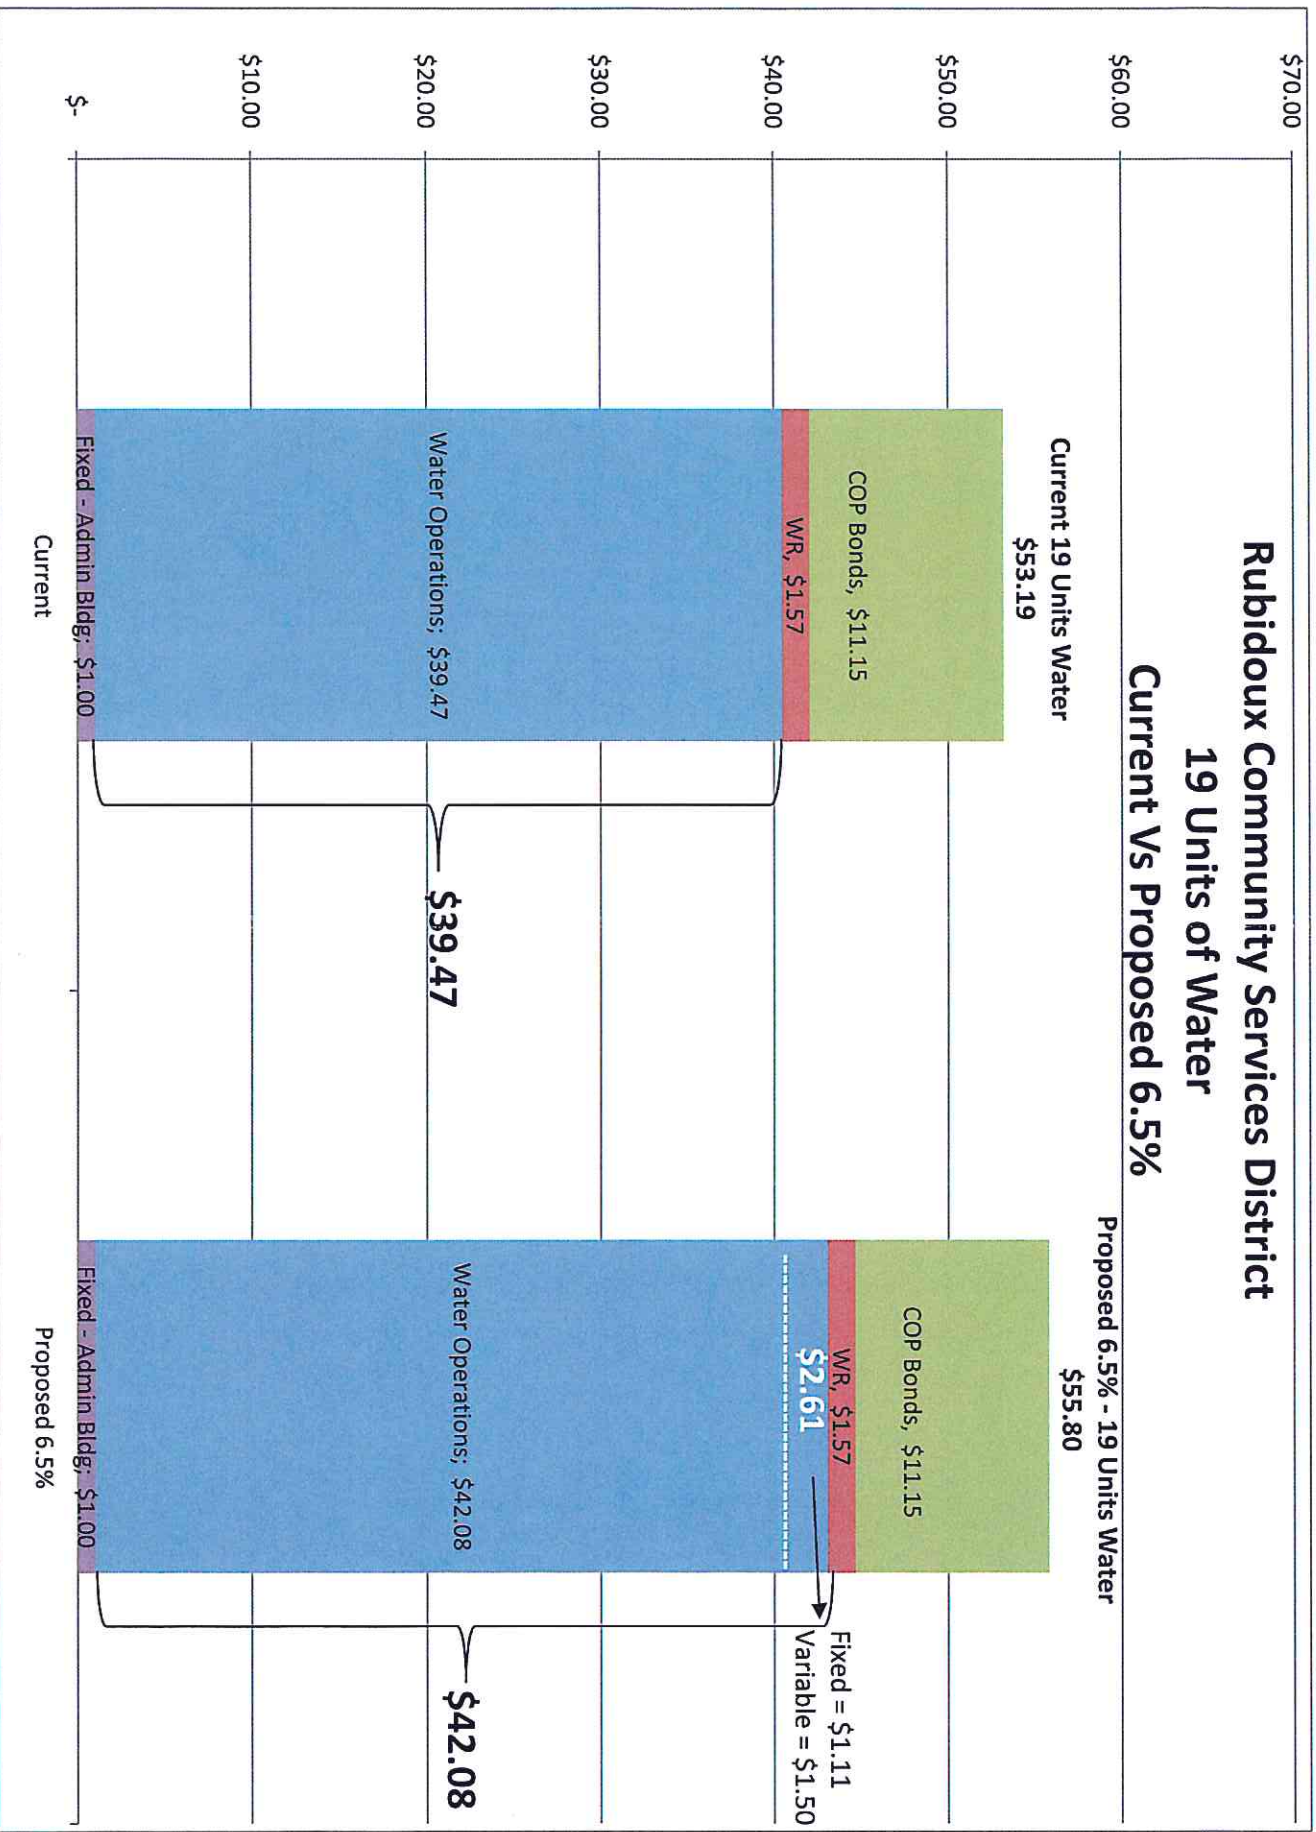 Rubidoux Community Services District
19 Units of Water
Current Vs Proposed 6.5%
$70.00
$60.00
$50.00
$40.00
$30.00
$20.00
$10.00
$-
Current 19 Units Water
$53.19
COP Bonds, $11.15
WR, $1.57
Water Operations; $39.47
Fixed - Admin Bldg; $1.00
$39.47
Current
Proposed 6.5% - 19 Units Water
$55.80
COP Bonds, $11.15
WR, $1.57
$2.61
Fixed = $1.11
Variable = $1.50
Water Operations; $42.08
Fixed - Admin Bldg; $1.00
$42.08
Proposed 6.5%